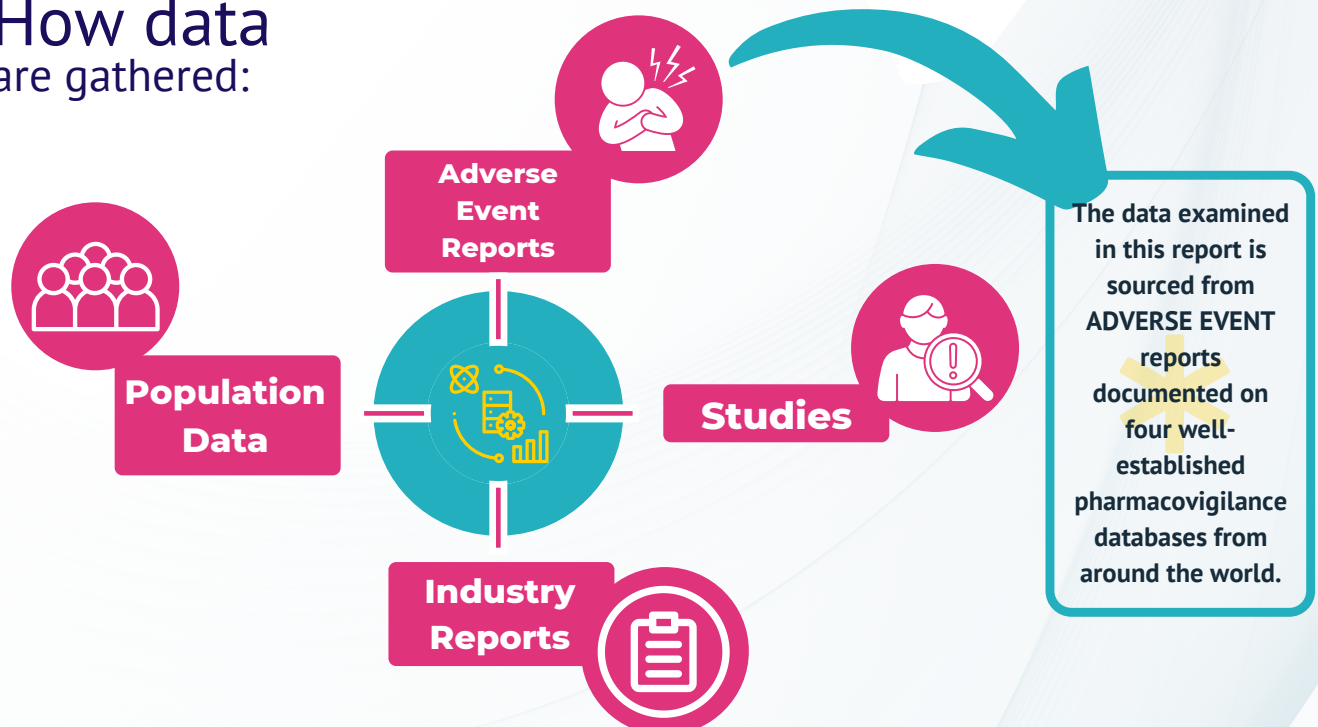 How data
are gathered:
Adverse
Event
Reports
Population
Data
Studies
Industry
Reports
The data examined
in this report is
sourced from
ADVERSE EVENT
reports
documented on
four well-
established
pharmacovigilance
databases from
around the world.